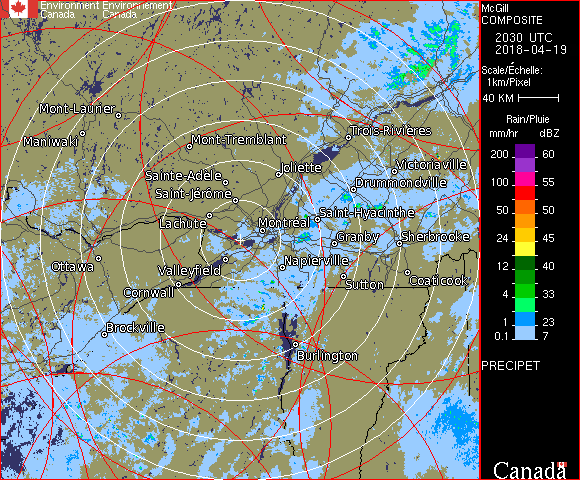 Environment Environnement
Canada Canada
McGill
COMPOSITE
2030 UTC
2018-04-19
Scale/Échelle:
1km/Pixel
40 KM
Rain/Pluie
mm/hr dBZ
200 60
100 55
50 50
24 45
12 40
4 33
1 23
0.1 7
PRECIPET
Canada
Mont-Laurier
Maniwaki
Mont-Tremblant
Trois-Rivières
Sainte-Adèle
Joliette
Victoriaville
Drummondville
Saint-Jérôme
Lachute
Saint-Hyacinthe
Montréal
Granby
Sherbrooke
Ottawa
Valleyfield
Napierville
Cornwall
Sutton
Coaticook
Brockville
Burlington